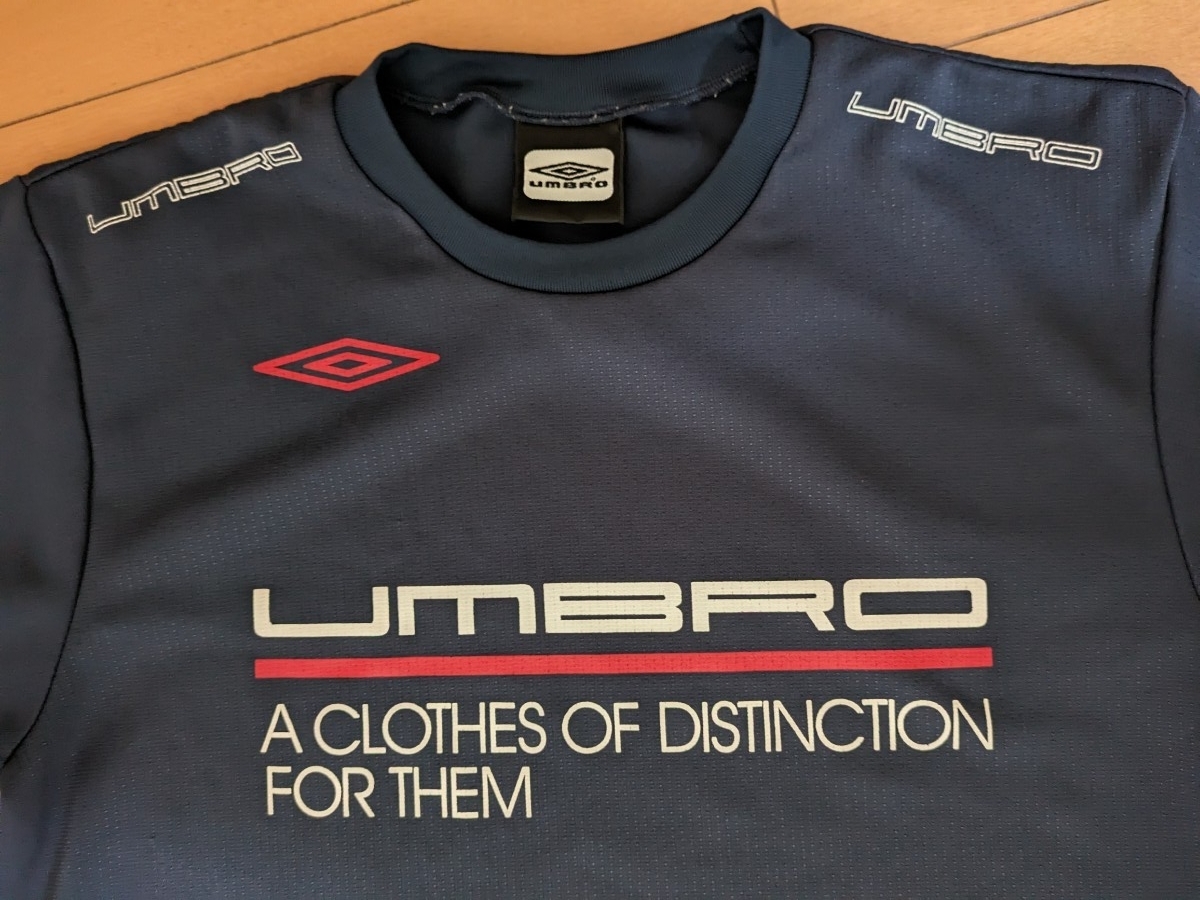 UMBRO
UMBRO
UMBRO
UMBRO
A CLOTHES OF DISTINCTION
FOR THEM